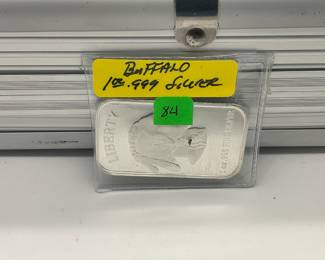 BUFFALO
1oz .999 SILVER
84
LIBERTY